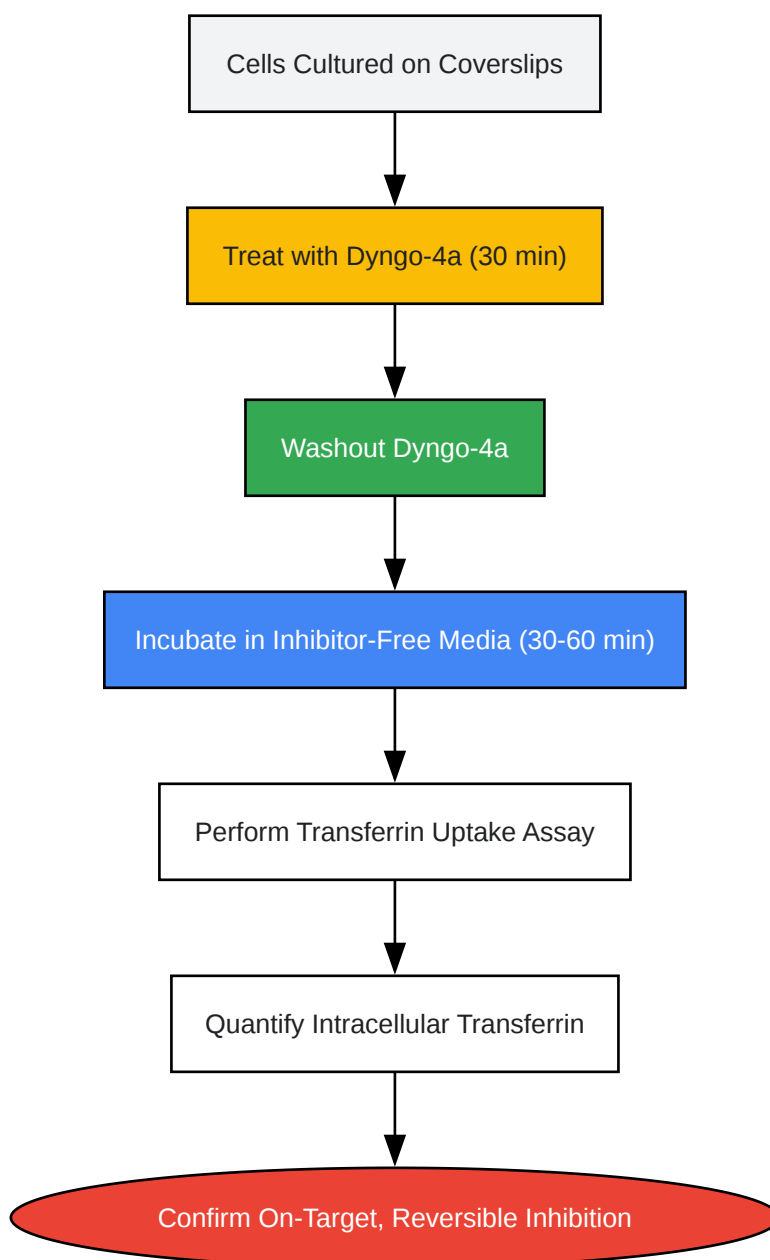 Cells Cultured on Coverslips
Treat with Dyngo-4a (30 min)
Washout Dyngo-4a
Incubate in Inhibitor-Free Media (30-60 min)
Perform Transferrin Uptake Assay
Quantify Intracellular Transferrin
Confirm On-Target, Reversible Inhibition